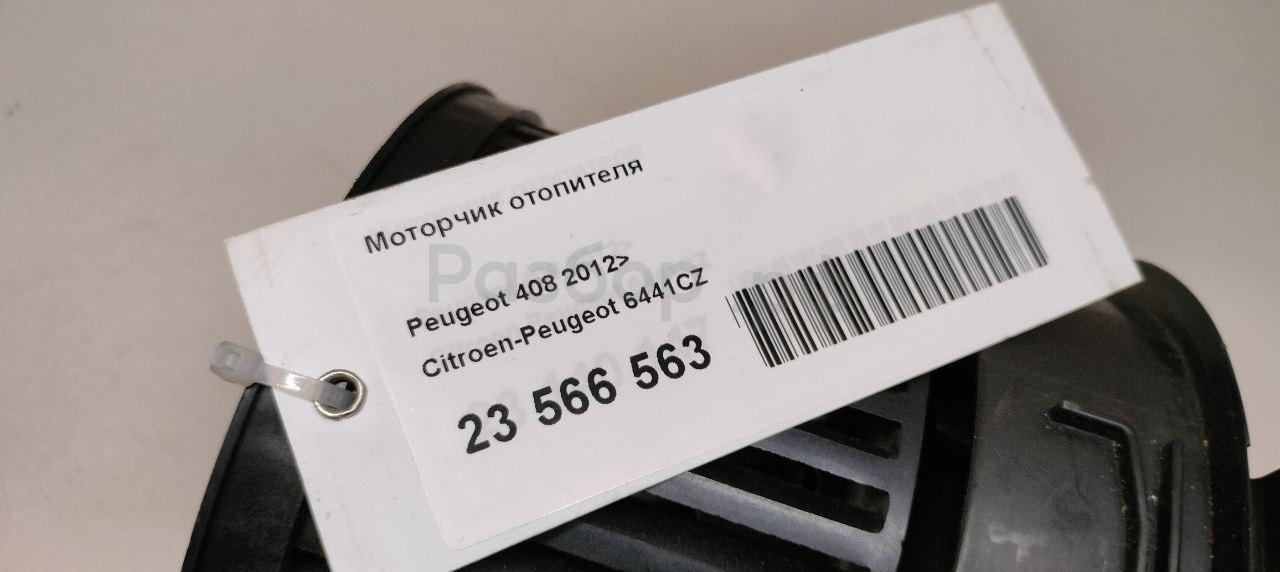 Моторчик отопителя
Peugeot 408 2012>
Citroen-Peugeot 6441CZ
23 566 563